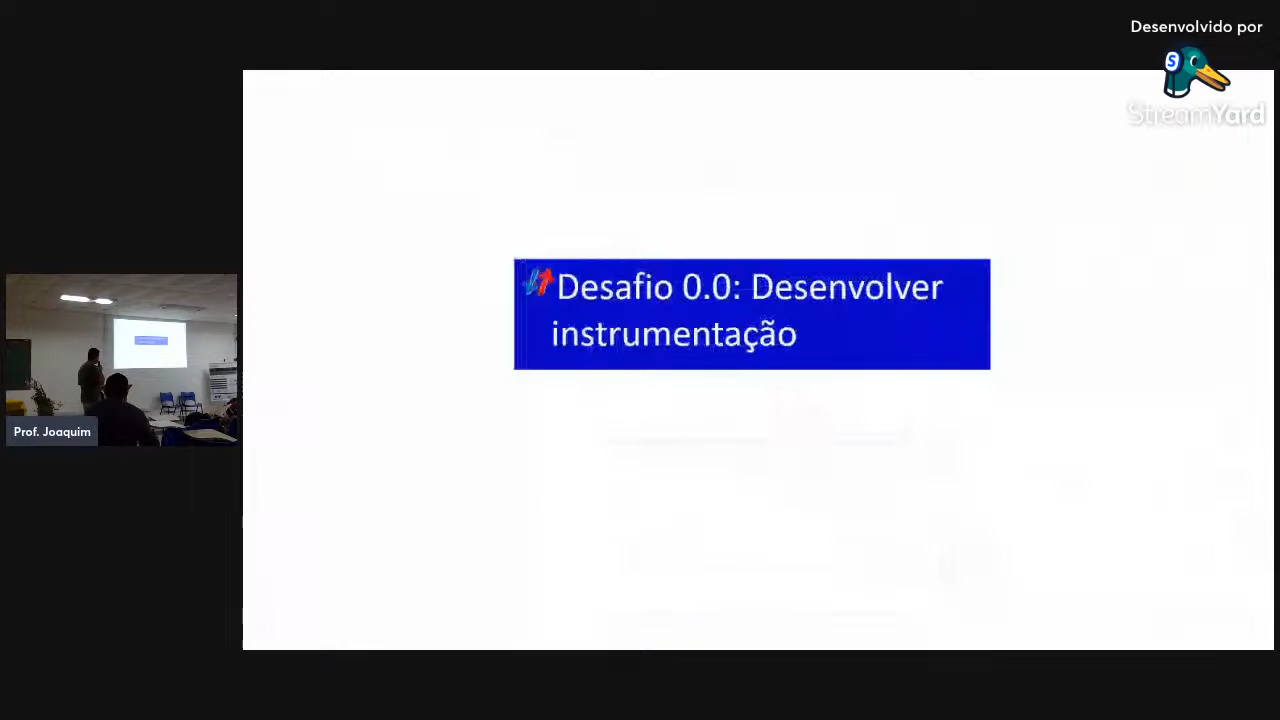 Desenvolvido por
StreamYard
Desafio 0.0: Desenvolver
instrumentação
Prof. Joaquim